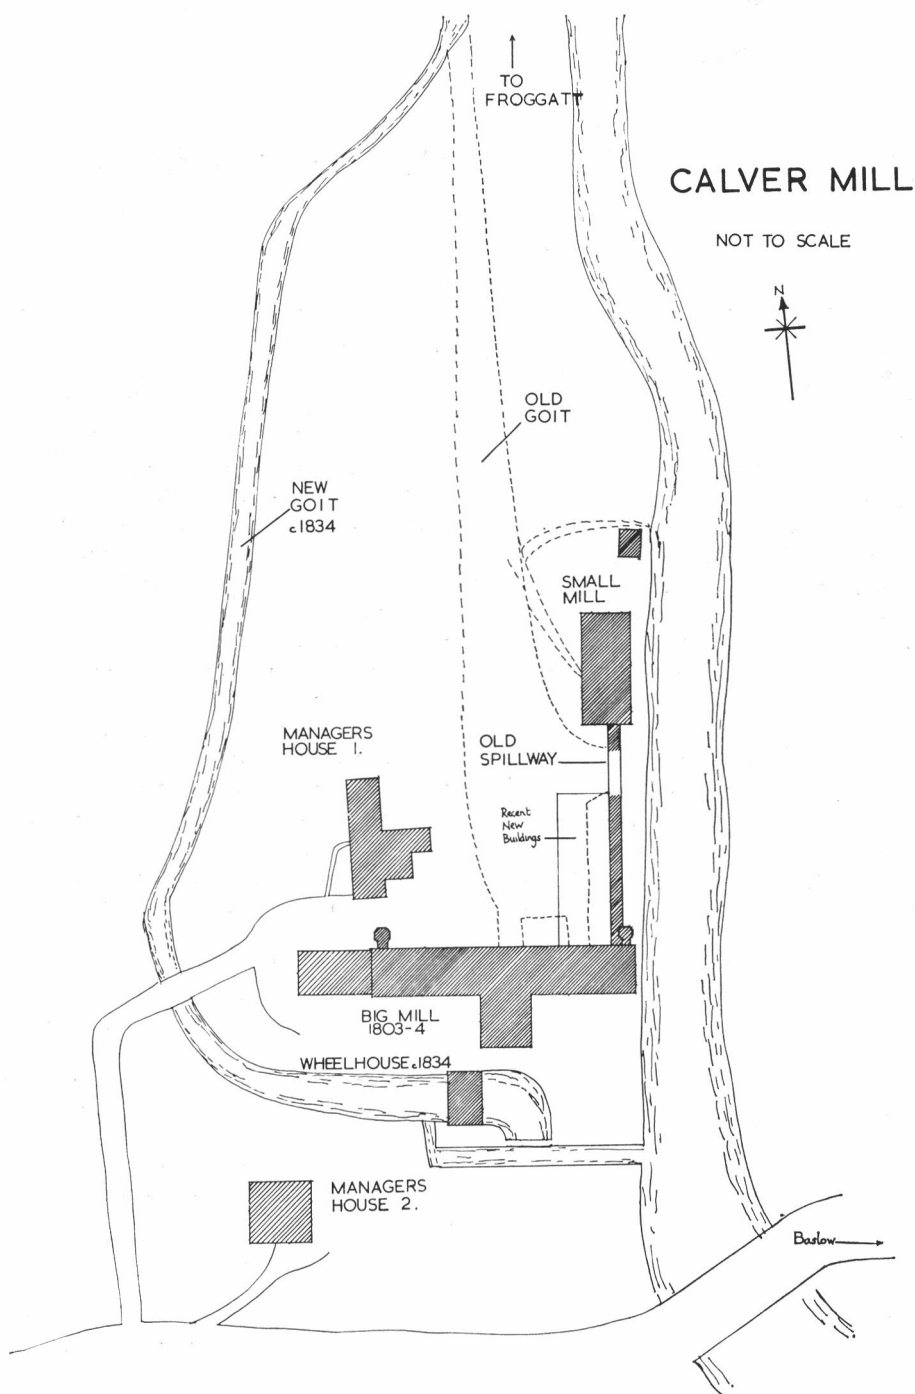 TO
FROGGATT
CALVER MILL
NOT TO SCALE
N
OLD
GOIT
NEW
GOIT
c1834
SMALL
MILL
MANAGERS
HOUSE 1.
OLD
SPILLWAY
Recent
New
Buildings
BIG MILL
1803-4
WHEELHOUSE c1834
MANAGERS
HOUSE 2.
Baslow